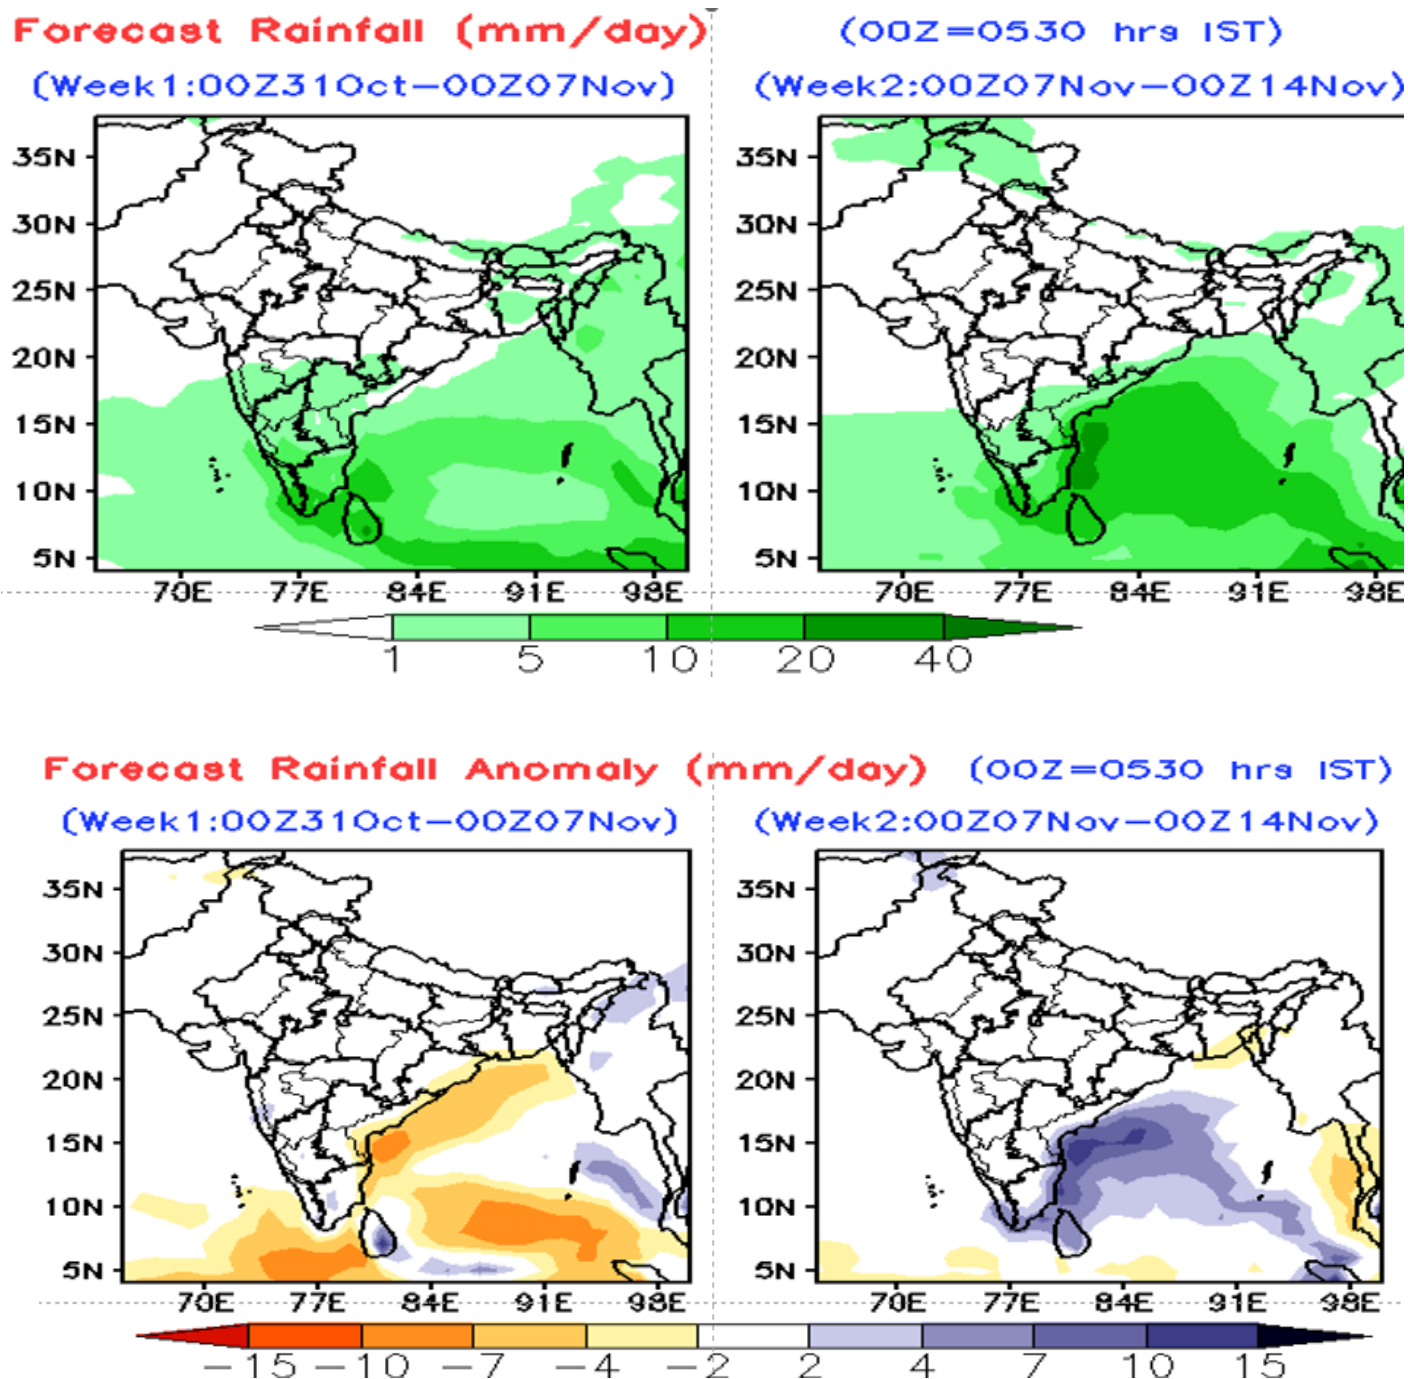 Forecast Rainfall (mm/day) (00Z=0530 hrs IST)
(Week1:00Z31Oct–00Z07Nov) (Week2:00Z07Nov–00Z14Nov)
35N 35N
30N 30N
25N 25N
20N 20N
15N 15N
10N 10N
5N 5N
70E 77E 84E 91E 98E 70E 77E 84E 91E 98E
1 5 10 20 40
Forecast Rainfall Anomaly (mm/day) (00Z=0530 hrs IST)
(Week1:00Z31Oct–00Z07Nov) (Week2:00Z07Nov–00Z14Nov)
35N 35N
30N 30N
25N 25N
20N 20N
15N 15N
10N 10N
5N 5N
70E 77E 84E 91E 98E 70E 77E 84E 91E 98E
–15 –10 –7 –4 –2 2 4 7 10 15